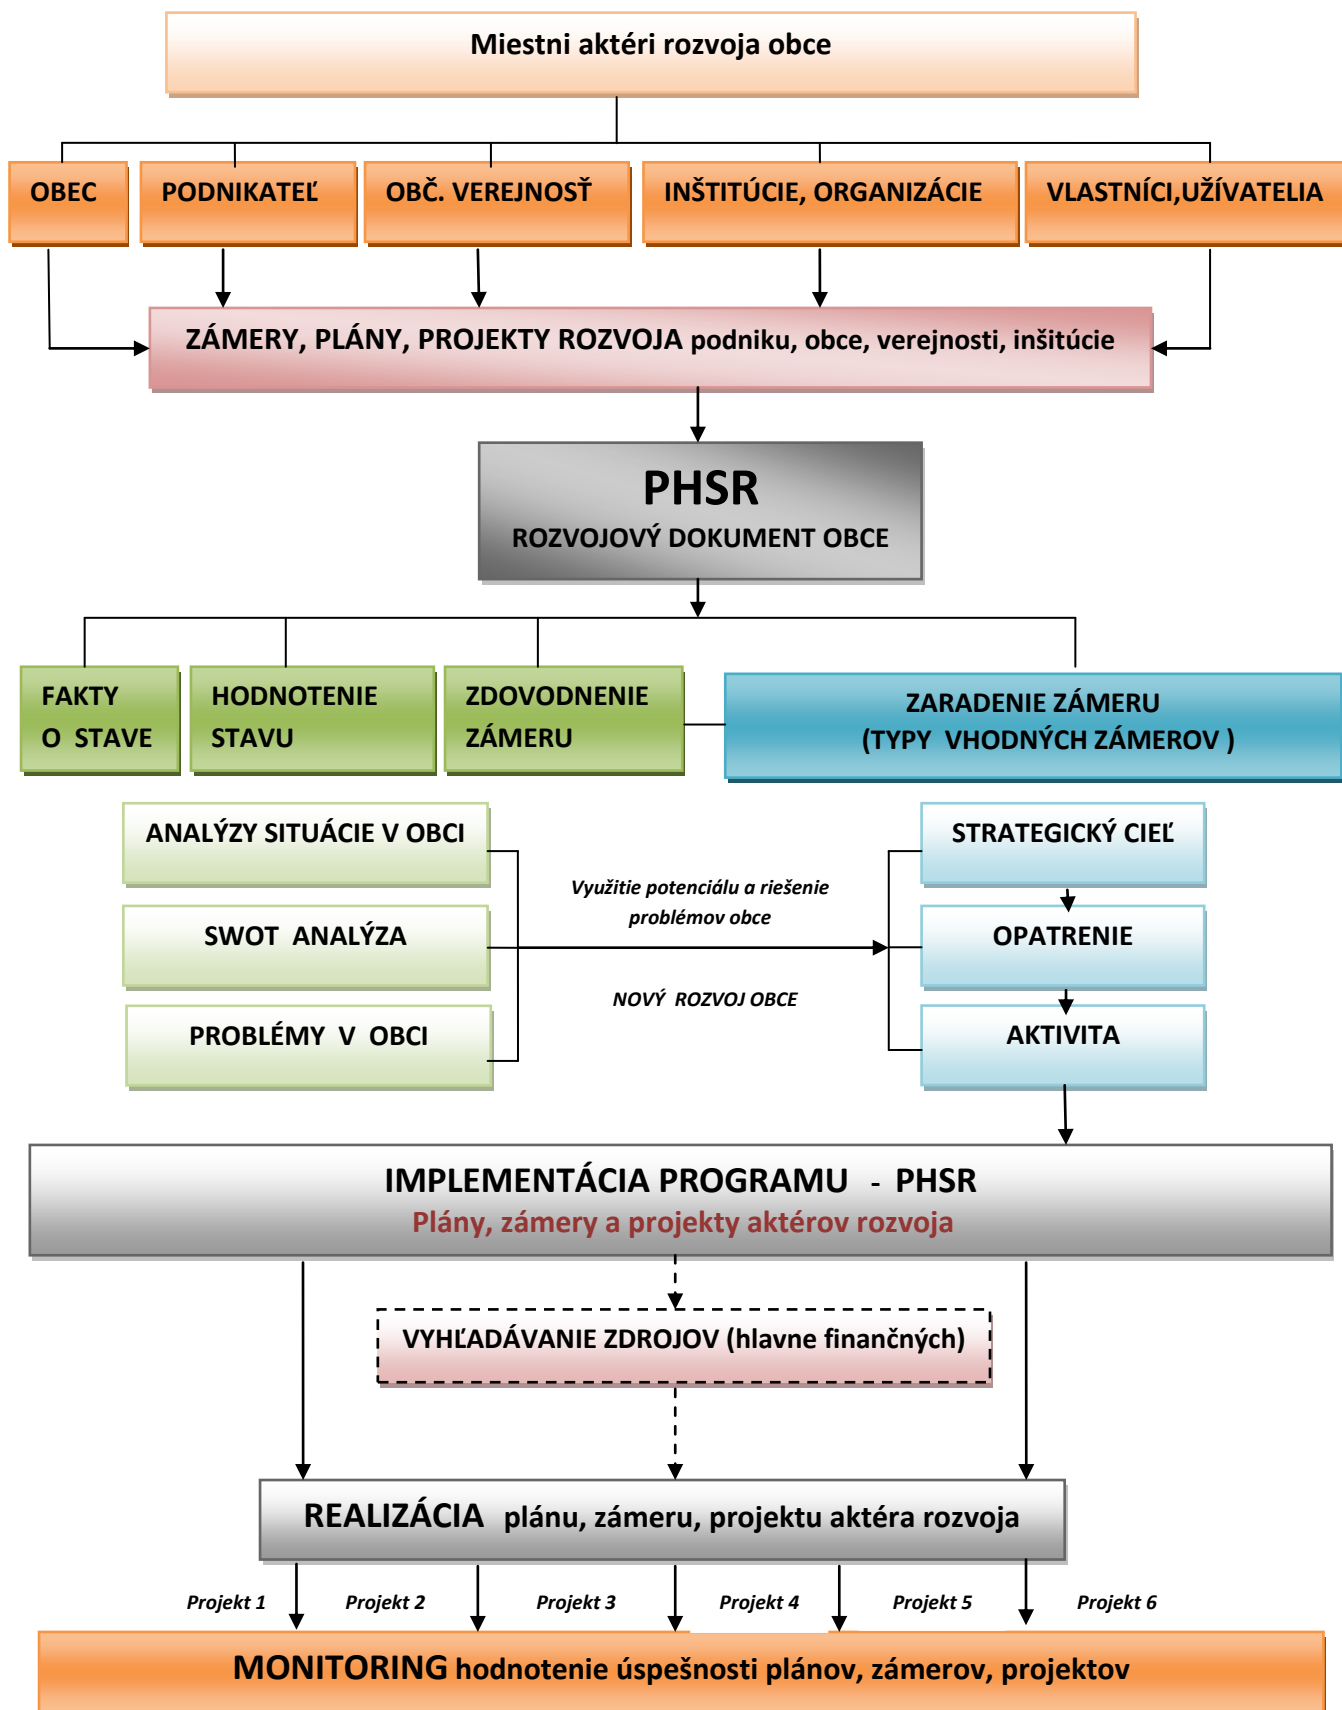 Miestni aktéri rozvoja obce
OBEC
PODNIKATEĽ
OBČ. VEREJNOSŤ
INŠTITÚCIE, ORGANIZÁCIE
VLASTNÍCI,UŽÍVATELIA
ZÁMERY, PLÁNY, PROJEKTY ROZVOJA podniku, obce, verejnosti, inšitúcie
PHSR
ROZVOJOVÝ DOKUMENT OBCE
FAKTY
O STAVE
HODNOTENIE
STAVU
ZDOVODNENIE
ZÁMERU
ZARADENIE ZÁMERU
(TYPY VHODNÝCH ZÁMEROV )
ANALÝZY SITUÁCIE V OBCI
SWOT ANALÝZA
PROBLÉMY V OBCI
Využitie potenciálu a riešenie
problémov obce
NOVÝ ROZVOJ OBCE
STRATEGICKÝ CIEĽ
OPATRENIE
AKTIVITA
IMPLEMENTÁCIA PROGRAMU - PHSR
Plány, zámery a projekty aktérov rozvoja
VYHĽADÁVANIE ZDROJOV (hlavne finančných)
REALIZÁCIA plánu, zámeru, projektu aktéra rozvoja
Projekt 1
Projekt 2
Projekt 3
Projekt 4
Projekt 5
Projekt 6
MONITORING hodnotenie úspešnosti plánov, zámerov, projektov